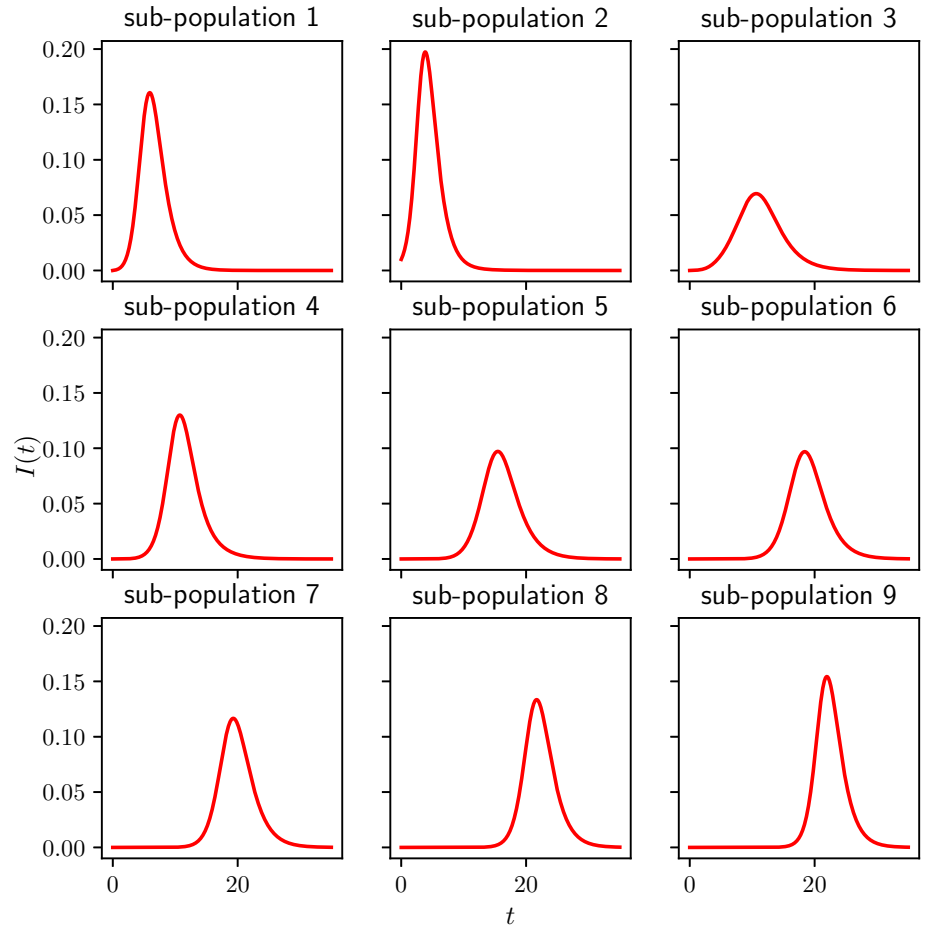 sub-population 1
sub-population 2
sub-population 3
0.20
0.15
0.10
0.05
0.00
sub-population 4
sub-population 5
sub-population 6
0.20
0.15
0.10
0.05
0.00
I(t)
sub-population 7
sub-population 8
sub-population 9
0.20
0.15
0.10
0.05
0.00
0 20
0 20
0 20
t